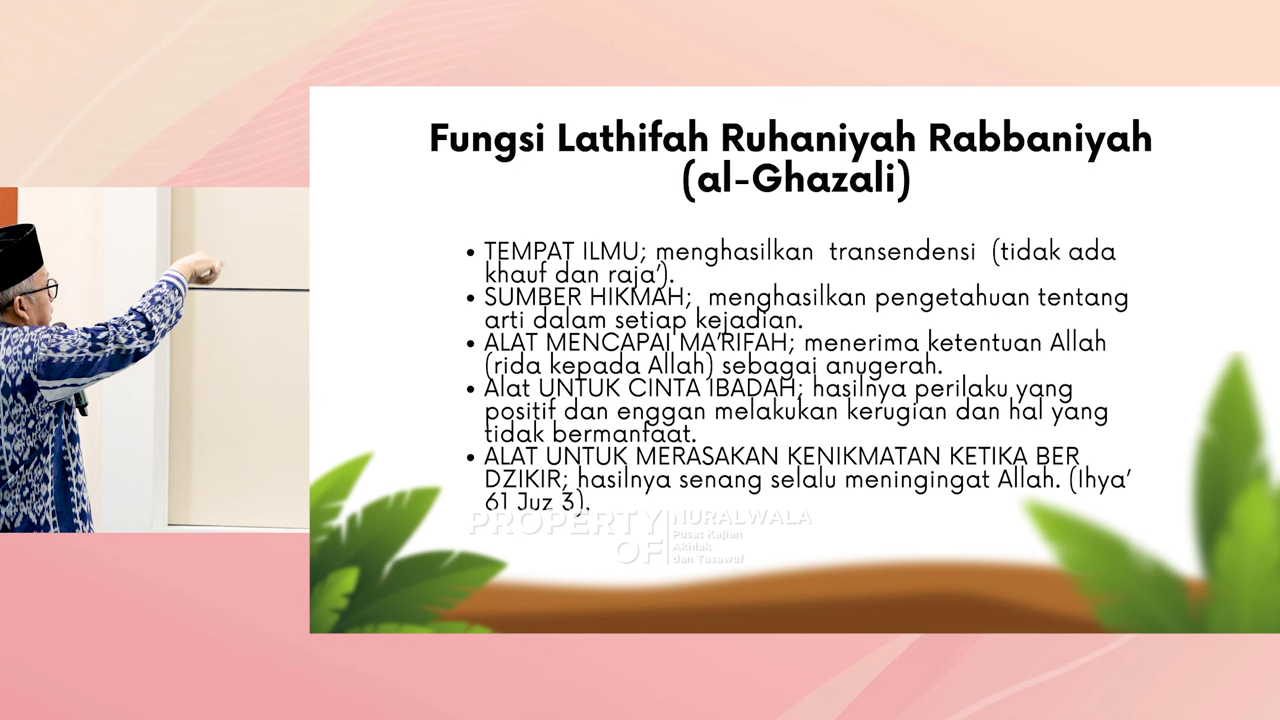 Fungsi Lathifah Ruhaniyah Rabbaniyah
(al-Ghazali)
• TEMPAT ILMU; menghasilkan transendensi (tidak ada
khauf dan raja').
• SUMBER HIKMAH; menghasilkan pengetahuan tentang
arti dalam setiap kejadian.
• ALAT MENCAPAI MA'RIFAH; menerima ketentuan Allah
(rida kepada Allah) sebagai anugerah.
• Alat UNTUK CINTA IBADAH; hasilnya perilaku yang
positif dan enggan melakukan kerugian dan hal yang
tidak bermanfaat.
• ALAT UNTUK MERASAKAN KENIKMATAN KETIKA BER
DZIKIR; hasilnya senang selalu meningingat Allah. (Ihya'
61 Juz 3).
PROPERTY
OF
NURALWALA
Pusat Kajian
Akhlak
dan Tasawuf